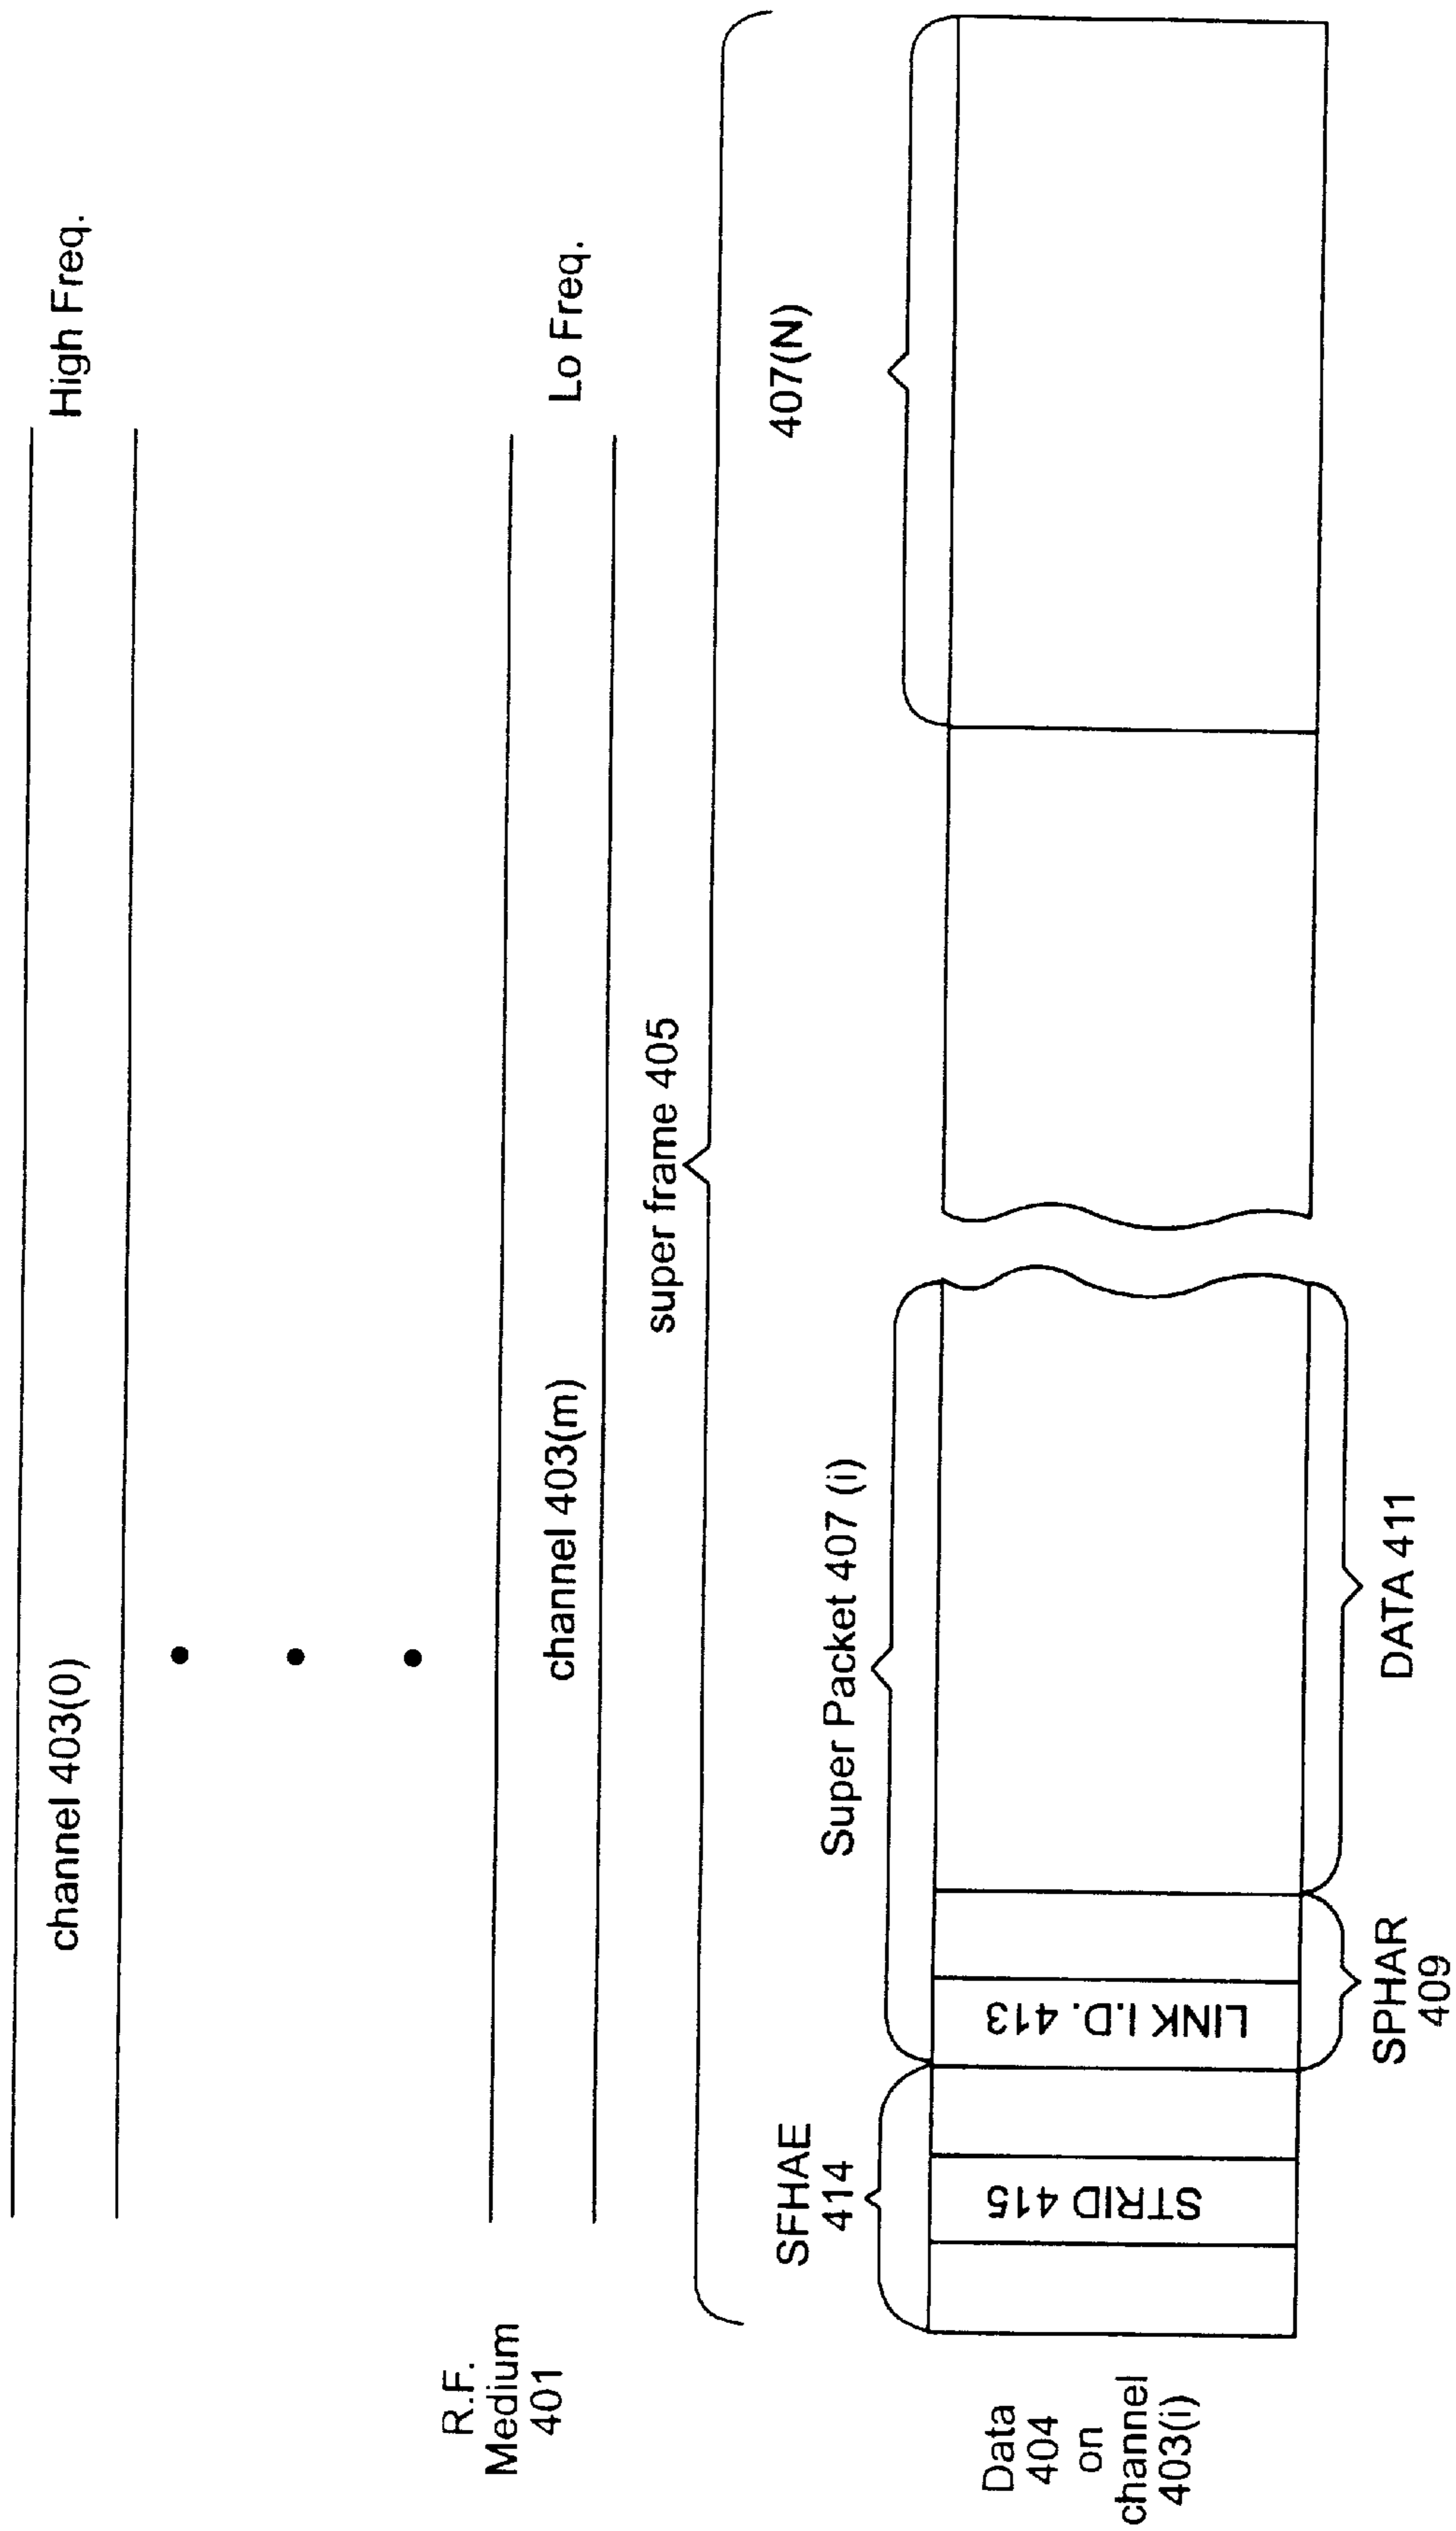 High Freq.
channel 403(0)
R.F.
Medium
401
Lo Freq.
channel 403(m)
super frame 405
407(N)
Super Packet 407 (i)
SFHAE
414
Data
404
on
channel
403(i)
STRID 415
LINK I.D. 413
SPHAR
409
DATA 411